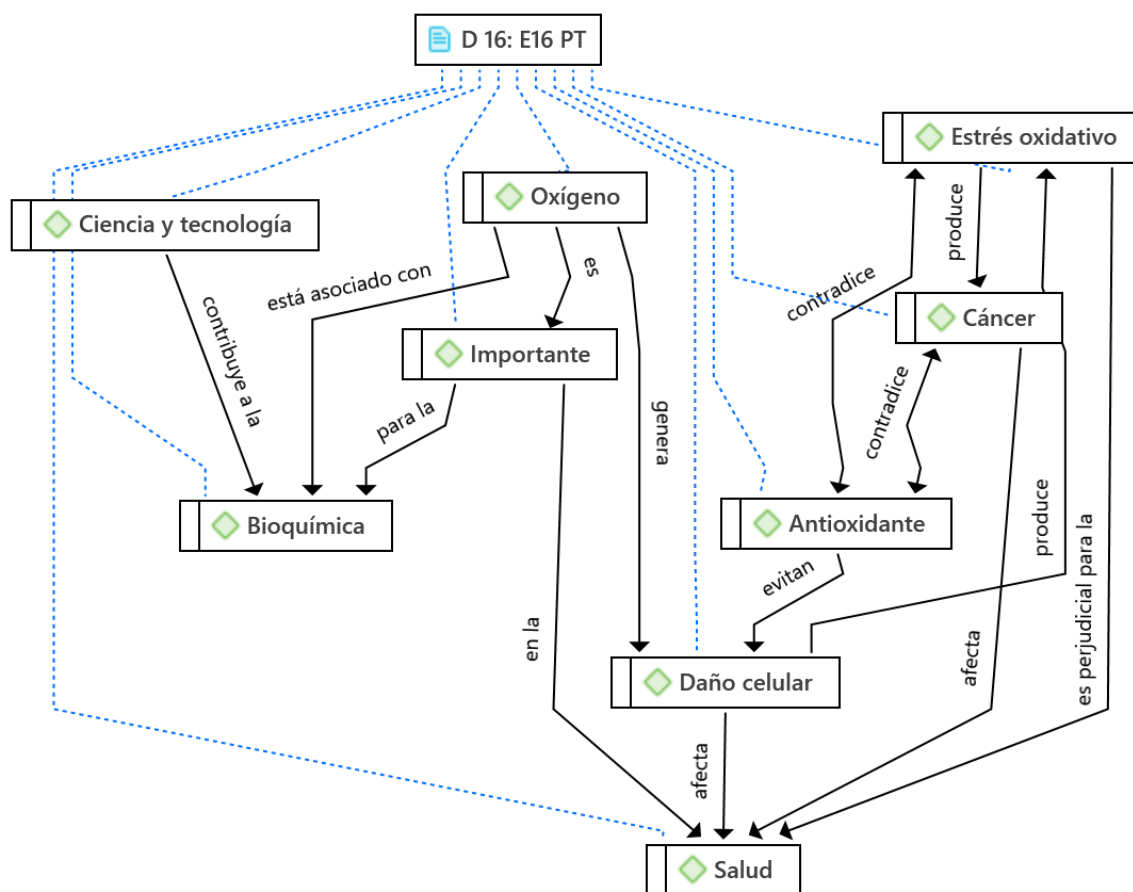 D 16: E16 PT
Estrés oxidativo
Oxígeno
Ciencia y tecnología
produce
es
está asociado con
contradice
Cáncer
contribuye a la
Importante
contradice
genera
para la
Antioxidante
Bioquímica
produce
evitan
es perjudicial para la
en la
afecta
Daño celular
afecta
Salud